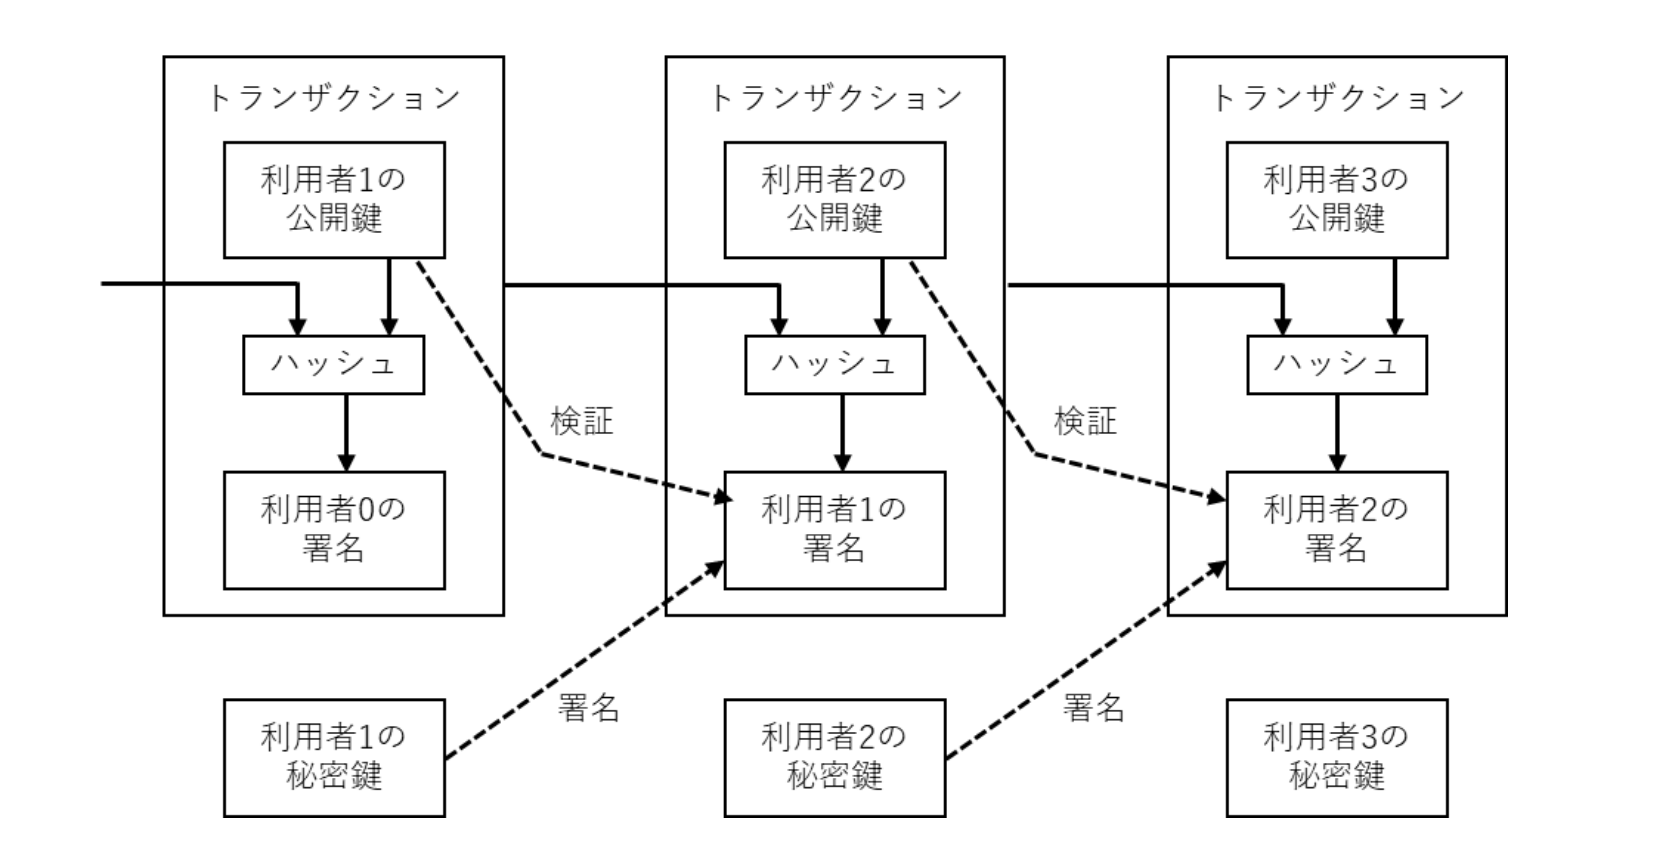 トランザクション
利用者1の
公開鍵
ハッシュ
利用者0の
署名
検証
トランザクション
利用者2の
公開鍵
ハッシュ
利用者1の
署名
検証
トランザクション
利用者3の
公開鍵
ハッシュ
利用者2の
署名
利用者1の
秘密鍵
署名
利用者2の
秘密鍵
署名
利用者3の
秘密鍵